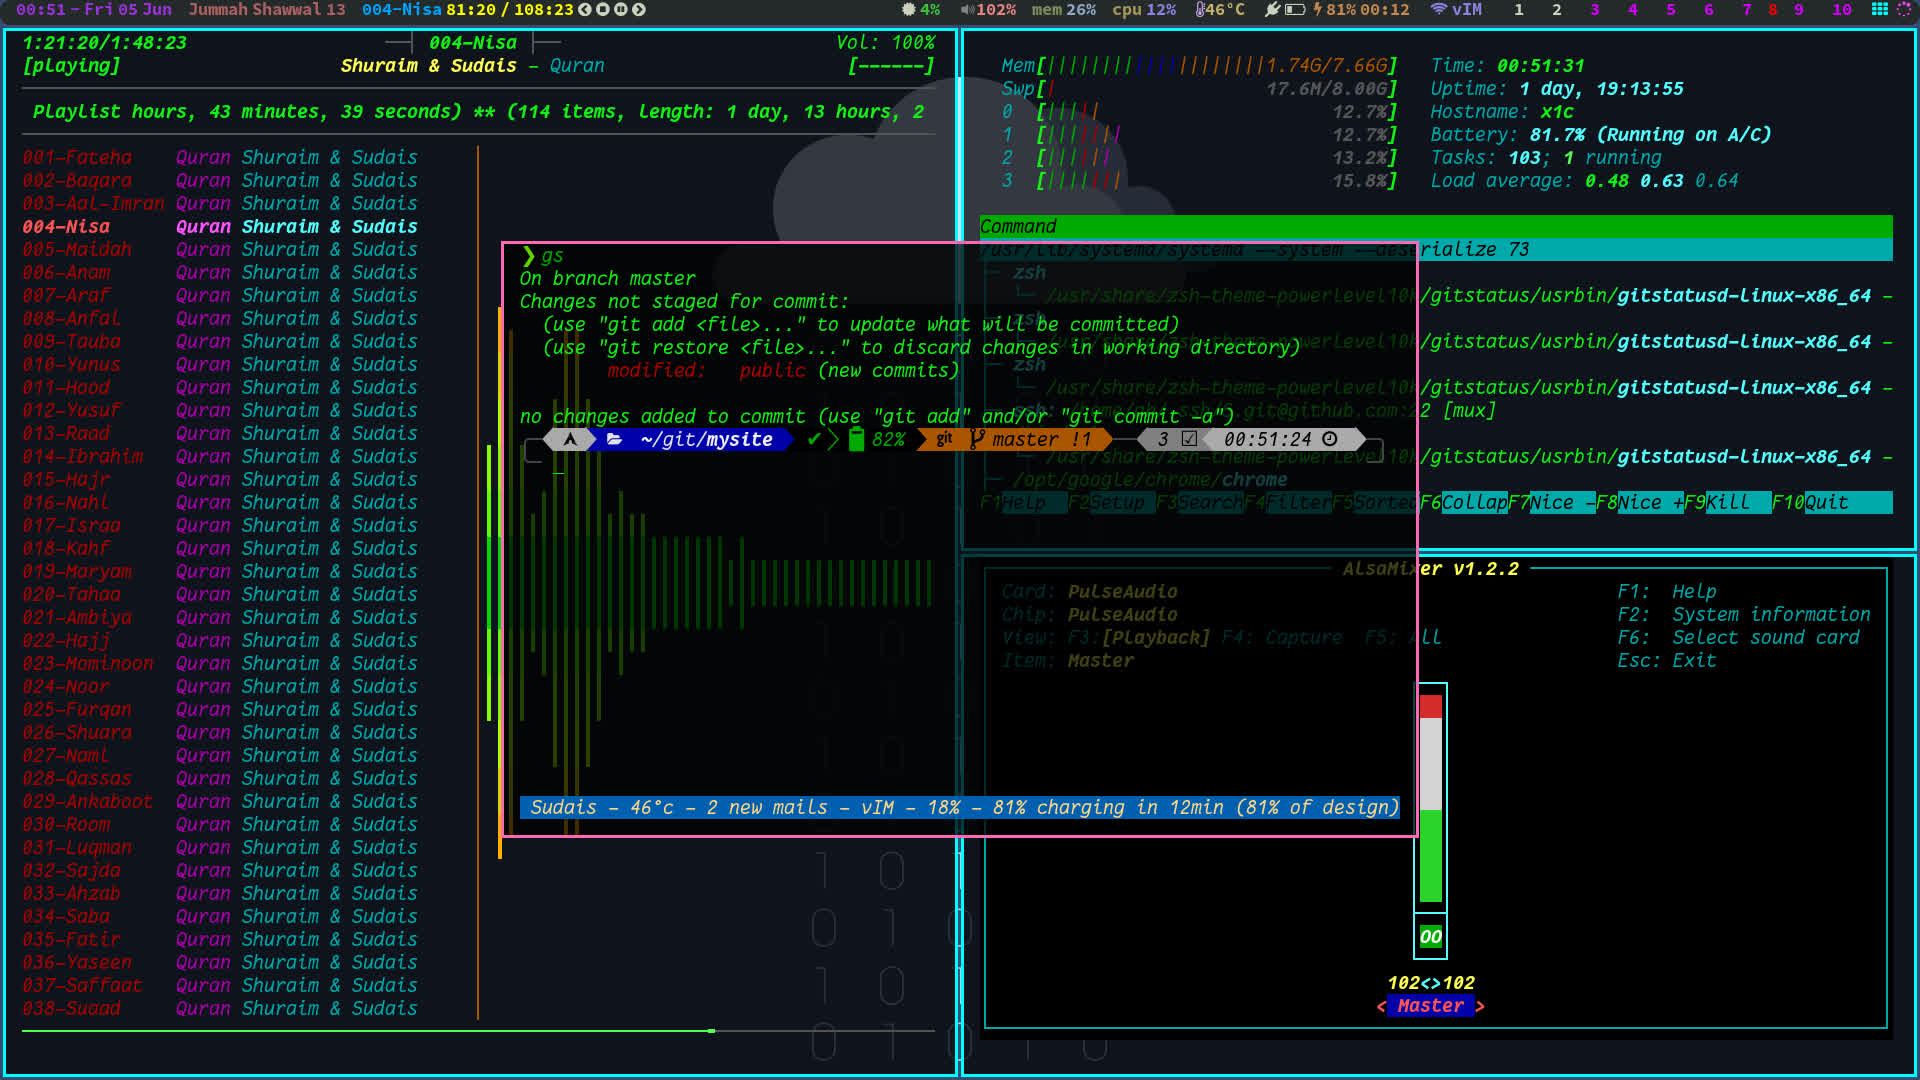 00:51 - Fri 05 Jun Jummah Shawwal 13 004-Nisa 81:20 / 108:23 4% 102% mem 26% cpu 12% 46°C 81% 00:12 vIM 1 2 3 4 5 6 7 8 9 10
1:21:20/1:48:23 004-Nisa Vol: 100%
[playing] Shuraim & Sudais - Quran [------]
Playlist hours, 43 minutes, 39 seconds) ** (114 items, length: 1 day, 13 hours, 2
001-Fateha Quran Shuraim & Sudais
002-Baqara Quran Shuraim & Sudais
003-Aal-Imran Quran Shuraim & Sudais
004-Nisa Quran Shuraim & Sudais
005-Maidah Quran Shuraim & Sudais
006-Anam Quran Shuraim & Sudais
007-Araf Quran Shuraim & Sudais
008-Anfal Quran Shuraim & Sudais
009-Tauba Quran Shuraim & Sudais
010-Yunus Quran Shuraim & Sudais
011-Hood Quran Shuraim & Sudais
012-Yusuf Quran Shuraim & Sudais
013-Raad Quran Shuraim & Sudais
014-Ibrahim Quran Shuraim & Sudais
015-Hajr Quran Shuraim & Sudais
016-Nahl Quran Shuraim & Sudais
017-Israa Quran Shuraim & Sudais
018-Kahf Quran Shuraim & Sudais
019-Maryam Quran Shuraim & Sudais
020-Tahaa Quran Shuraim & Sudais
021-Ambiya Quran Shuraim & Sudais
022-Hajj Quran Shuraim & Sudais
023-Mominoon Quran Shuraim & Sudais
024-Noor Quran Shuraim & Sudais
025-Furqan Quran Shuraim & Sudais
026-Shuara Quran Shuraim & Sudais
027-Naml Quran Shuraim & Sudais
028-Qassas Quran Shuraim & Sudais
029-Ankaboot Quran Shuraim & Sudais
030-Room Quran Shuraim & Sudais
031-Luqman Quran Shuraim & Sudais
032-Sajda Quran Shuraim & Sudais
033-Ahzab Quran Shuraim & Sudais
034-Saba Quran Shuraim & Sudais
035-Fatir Quran Shuraim & Sudais
036-Yaseen Quran Shuraim & Sudais
037-Saffaat Quran Shuraim & Sudais
038-Suaad Quran Shuraim & Sudais
❯ gs
On branch master
Changes not staged for commit:
(use "git add <file>..." to update what will be committed)
(use "git restore <file>..." to discard changes in working directory)
modified: public (new commits)
no changes added to commit (use "git add" and/or "git commit -a")
~/git/mysite ✔ 82% git master !1 3 ☑ 00:51:24
Sudais - 46°c - 2 new mails - vIM - 18% - 81% charging in 12min (81% of design)
Mem[||||||||||||||||||||1.74G/7.66G] Time: 00:51:31
Swp[| 17.6M/8.00G] Uptime: 1 day, 19:13:55
0 [||||| 12.7%] Hostname: x1c
1 [||||||| 12.7%] Battery: 81.7% (Running on A/C)
2 [|||||| 13.2%] Tasks: 103; 1 running
3 [||||||| 15.8%] Load average: 0.48 0.63 0.64
Command
/usr/lib/systemd/systemd --system --deserialize 73
zsh
/usr/share/zsh-theme-powerlevel10k/gitstatus/usrbin/gitstatusd-linux-x86_64 -
zsh
/usr/share/zsh-theme-powerlevel10k/gitstatus/usrbin/gitstatusd-linux-x86_64 -
zsh
/usr/share/zsh-theme-powerlevel10k/gitstatus/usrbin/gitstatusd-linux-x86_64 -
git@github.com:22 [mux]
/usr/share/zsh-theme-powerlevel10k/gitstatus/usrbin/gitstatusd-linux-x86_64 -
/opt/google/chrome/chrome
F1Help F2Setup F3SearchF4FilterF5SortedF6CollapF7Nice -F8Nice +F9Kill F10Quit
AlsaMixer v1.2.2
Card: PulseAudio F1: Help
Chip: PulseAudio F2: System information
View: F3:[Playback] F4: Capture F5: All F6: Select sound card
Item: Master Esc: Exit
OO
102<>102
< Master >